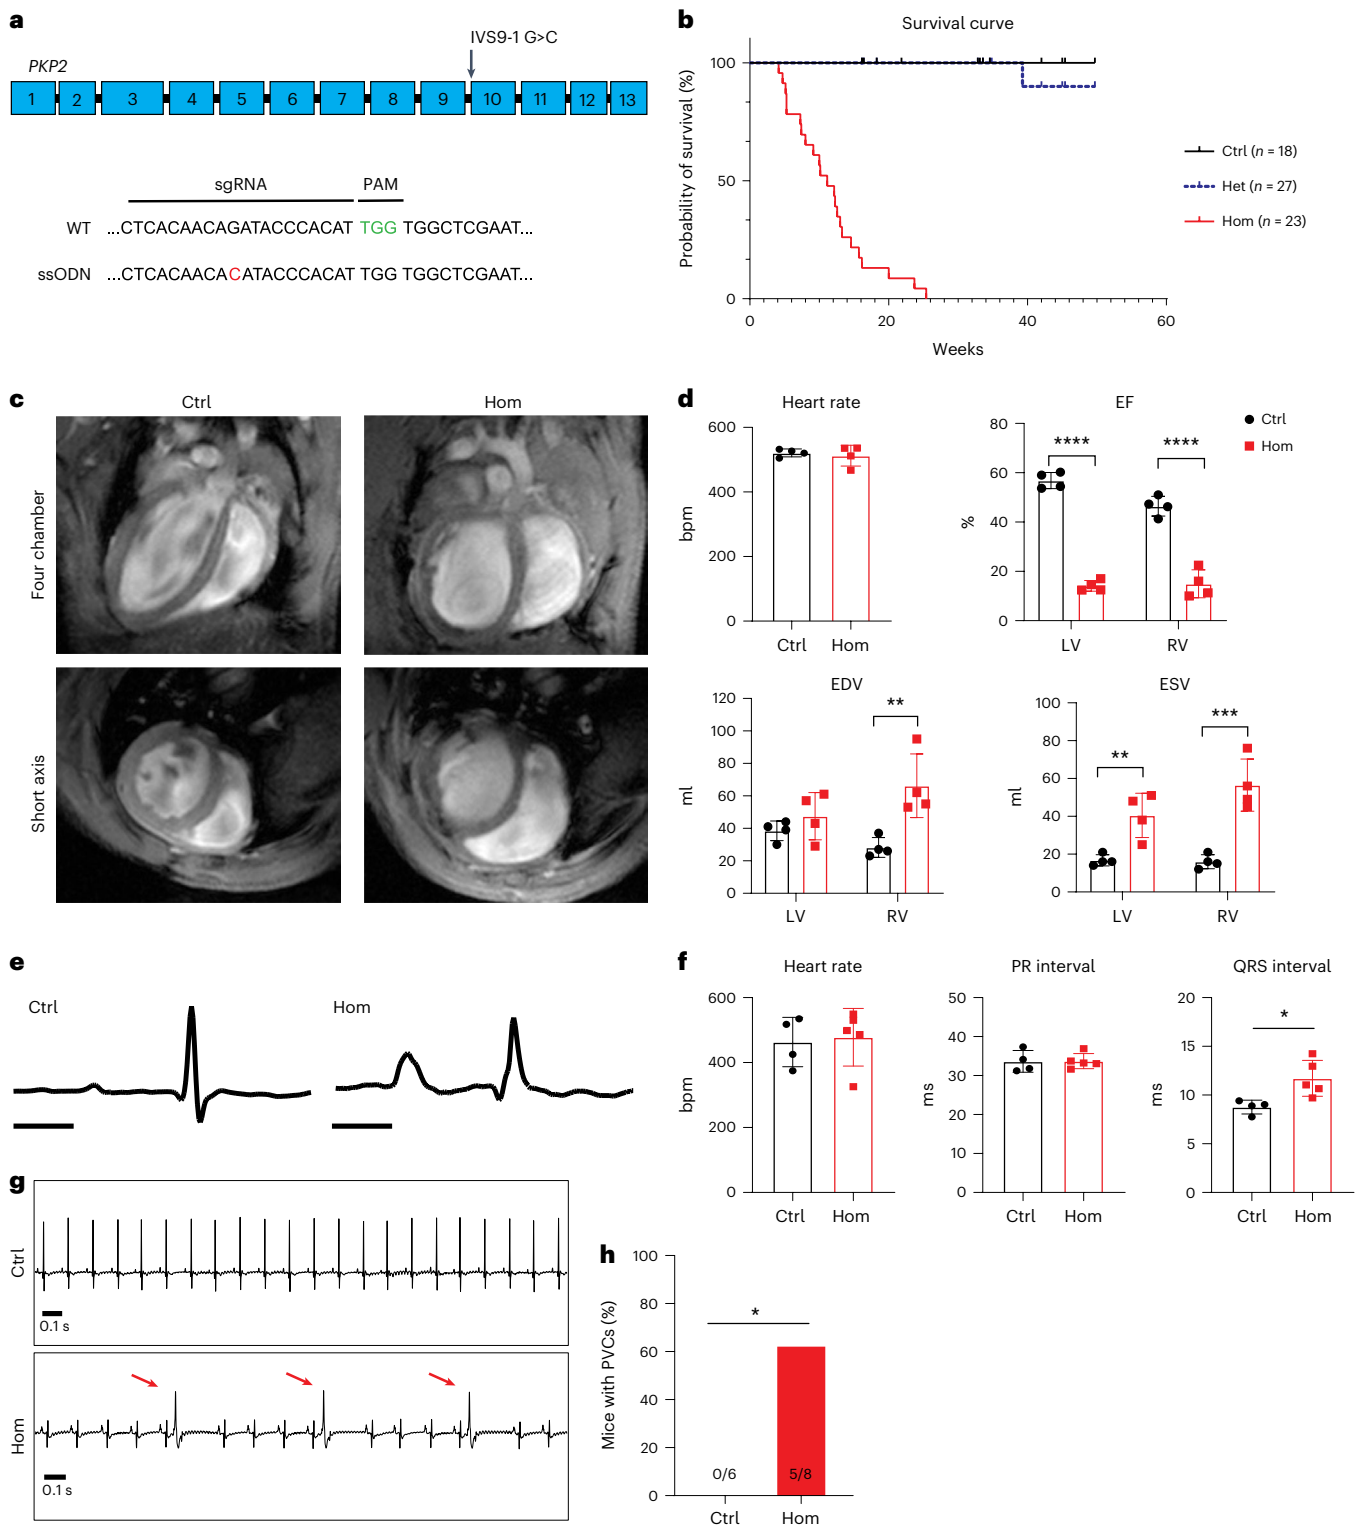 a
IVS9-1 G>C
PKP2
1 2 3 4 5 6 7 8 9 10 11 12 13
sgRNA PAM
WT ...CTCACAACAGATACCCACAT TGG TGGCTCGAAT...
ssODN ...CTCACAACACATACCCACAT TGG TGGCTCGAAT...
b
Survival curve
Probability of survival (%)
100
50
0
0 20 40 60
Weeks
Ctrl (n = 18)
Het (n = 27)
Hom (n = 23)
c
Ctrl Hom
Four chamber
Short axis
d
Heart rate
bpm
600
400
200
0
Ctrl Hom
EF
%
80
60
40
20
0
**** ****
LV RV
Ctrl
Hom
EDV
ml
120
100
80
60
40
20
0
**
LV RV
ESV
ml
100
80
60
40
20
0
** ***
LV RV
e
Ctrl Hom
f
Heart rate
bpm
600
400
200
0
Ctrl Hom
PR interval
ms
50
40
30
20
10
0
Ctrl Hom
QRS interval
ms
20
15
10
5
0
*
Ctrl Hom
g
Ctrl
0.1 s
Hom
0.1 s
h
Mice with PVCs (%)
100
80
60
40
20
0
*
0/6 5/8
Ctrl Hom